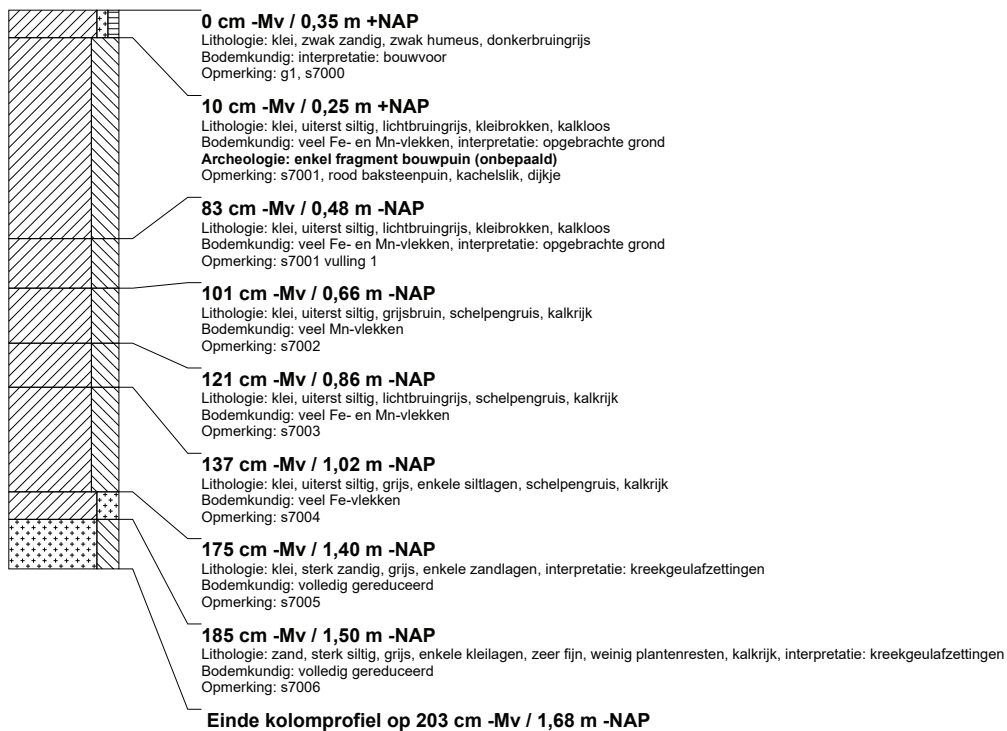 0 cm -Mv / 0,35 m +NAP
Lithologie: klei, zwak zandig, zwak humeus, donkerbruingrijs
Bodemkundig: interpretatie: bouwvoor
Opmerking: g1, s7000
10 cm -Mv / 0,25 m +NAP
Lithologie: klei, uiterst siltig, lichtbruingrijs, kleibrokken, kalkloos
Bodemkundig: veel Fe- en Mn-vlekken, interpretatie: opgebrachte grond
Archeologie: enkel fragment bouwpuin (onbepaald)
Opmerking: s7001, rood baksteenpuin, kachelslik, dijkje
83 cm -Mv / 0,48 m -NAP
Lithologie: klei, uiterst siltig, lichtbruingrijs, kleibrokken, kalkloos
Bodemkundig: veel Fe- en Mn-vlekken, interpretatie: opgebrachte grond
Opmerking: s7001 vulling 1
101 cm -Mv / 0,66 m -NAP
Lithologie: klei, uiterst siltig, grijsbruin, schelpengruis, kalkrijk
Bodemkundig: veel Mn-vlekken
Opmerking: s7002
121 cm -Mv / 0,86 m -NAP
Lithologie: klei, uiterst siltig, lichtbruingrijs, schelpengruis, kalkrijk
Bodemkundig: veel Fe- en Mn-vlekken
Opmerking: s7003
137 cm -Mv / 1,02 m -NAP
Lithologie: klei, uiterst siltig, grijs, enkele siltlagen, schelpengruis, kalkrijk
Bodemkundig: veel Fe-vlekken
Opmerking: s7004
175 cm -Mv / 1,40 m -NAP
Lithologie: klei, sterk zandig, grijs, enkele zandlagen, interpretatie: kreekgeulafzettingen
Bodemkundig: volledig gereduceerd
Opmerking: s7005
185 cm -Mv / 1,50 m -NAP
Lithologie: zand, sterk siltig, grijs, enkele kleilagen, zeer fijn, weinig plantenresten, kalkrijk, interpretatie: kreekgeulafzettingen
Bodemkundig: volledig gereduceerd
Opmerking: s7006
Einde kolomprofiel op 203 cm -Mv / 1,68 m -NAP